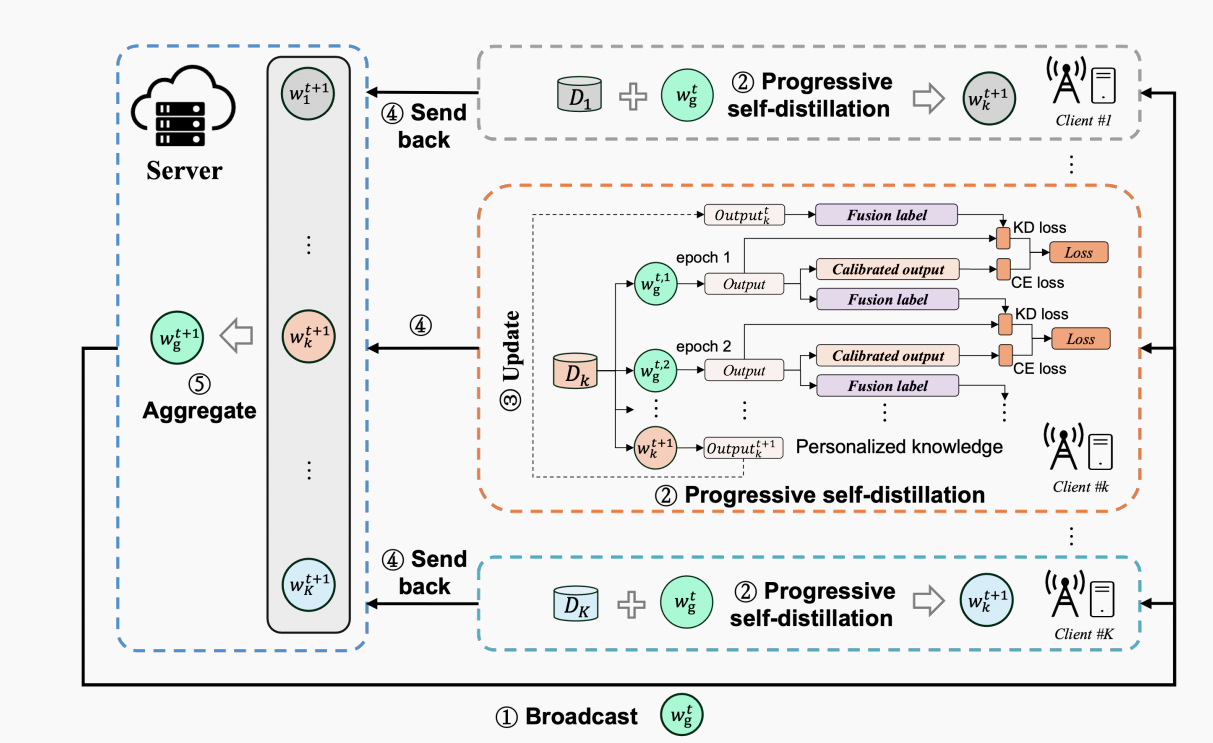 Server
w_1^{t+1}
⋮
w_g^{t+1}
w_k^{t+1}
⑤
Aggregate
⋮
w_K^{t+1}
④ Send
back
④
④ Send
back
D_1
w_g^t
② Progressive
self-distillation
w_k^{t+1}
Client #1
⋮
③ Update
D_k
Output_k^t
Fusion label
KD loss
Loss
epoch 1
w_g^{t,1}
Output
Calibrated output
CE loss
Fusion label
KD loss
Loss
epoch 2
w_g^{t,2}
Output
Calibrated output
CE loss
Fusion label
⋮ ⋮ ⋮ ⋮
w_k^{t+1}
Output_k^{t+1}
Personalized knowledge
② Progressive self-distillation
Client #k
⋮
D_K
w_g^t
② Progressive
self-distillation
w_k^{t+1}
Client #K
① Broadcast w_g^t